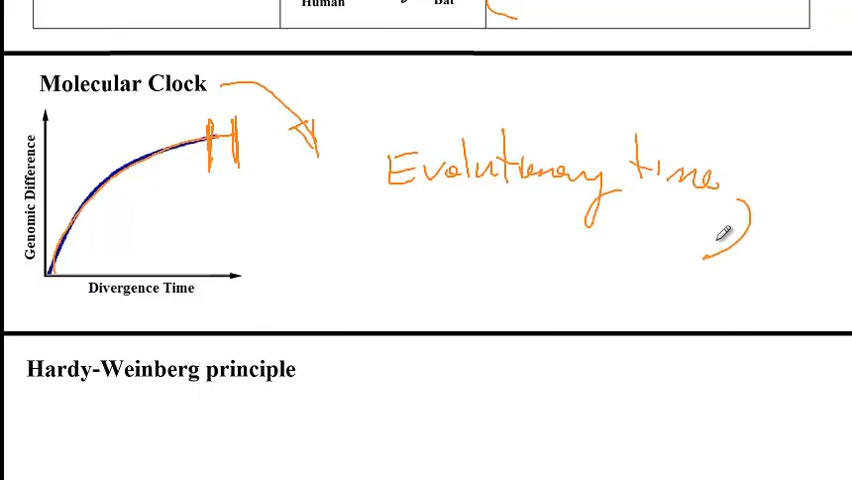 Human
Bat
Molecular Clock
Genomic Difference
Evolutionary time
Divergence Time
Hardy-Weinberg principle